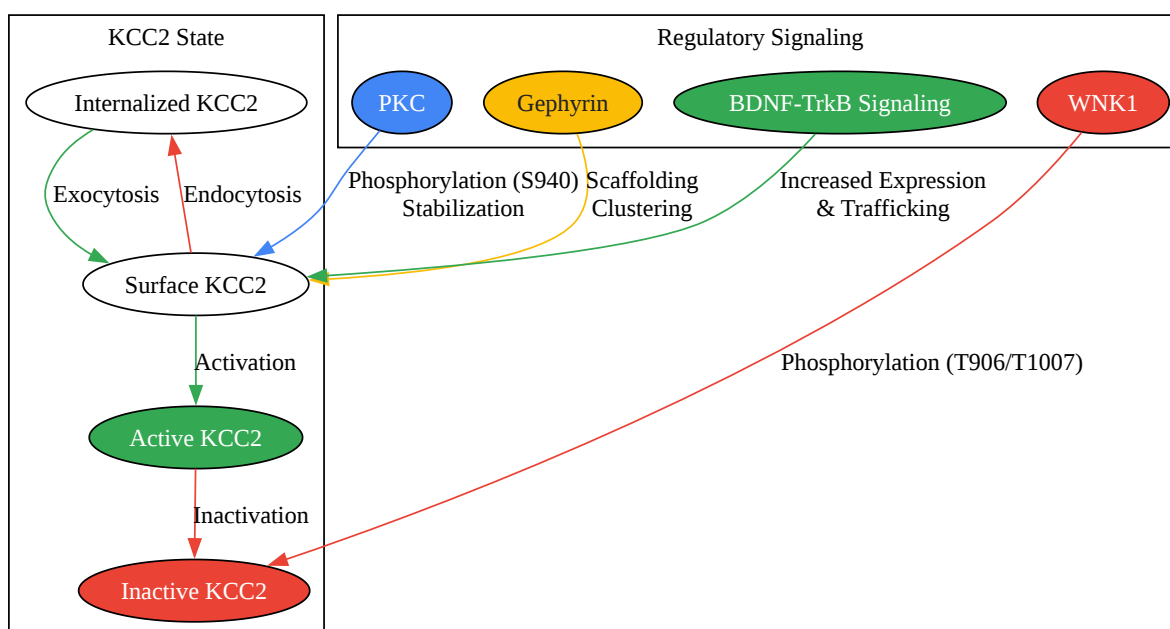 KCC2 State
Regulatory Signaling
Internalized KCC2
PKC
Gephyrin
BDNF-TrkB Signaling
WNK1
Exocytosis
Endocytosis
Phosphorylation (S940)
Stabilization
Scaffolding
Clustering
Increased Expression
& Trafficking
Surface KCC2
Activation
Phosphorylation (T906/T1007)
Active KCC2
Inactivation
Inactive KCC2